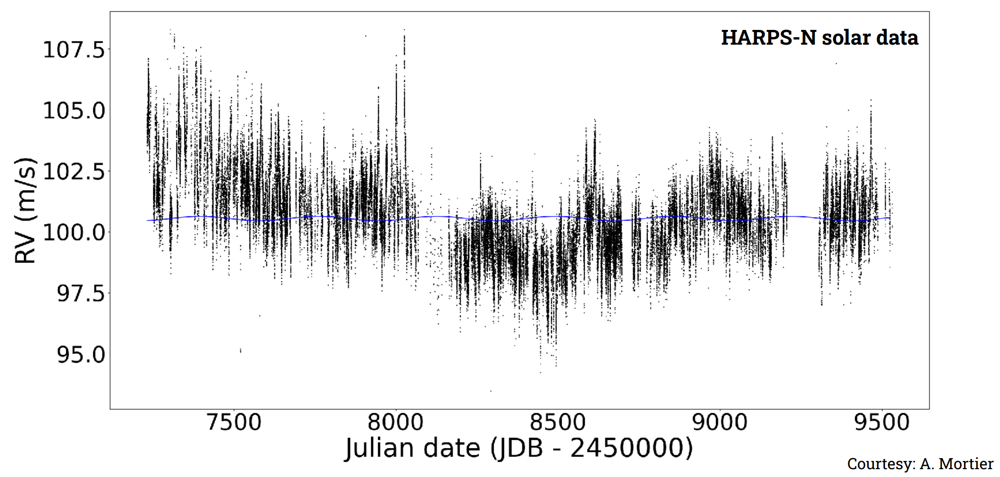 HARPS-N solar data
107.5
105.0
102.5
100.0
97.5
95.0
RV (m/s)
7500 8000 8500 9000 9500
Julian date (JDB - 2450000)
Courtesy: A. Mortier